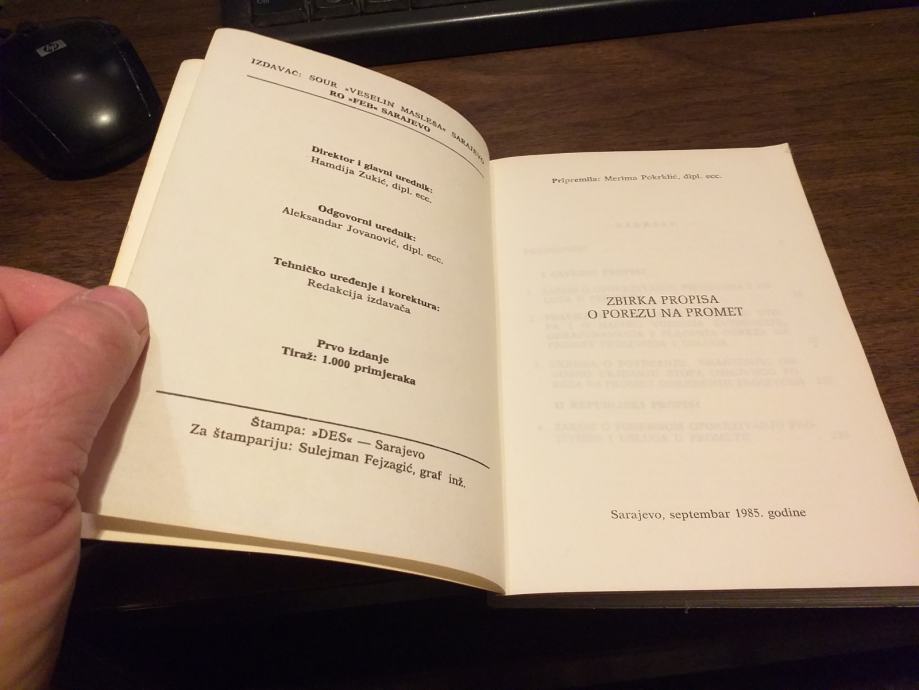 hp
IZDAVAČ: SOUR »VESELIN MASLEŠA« SARAJEVO
RO »FEB« SARAJEVO
Direktor i glavni urednik:
Hamdija Zukić, dipl. ecc.
Odgovorni urednik:
Aleksandar Jovanović, dipl. ecc.
Tehničko uređenje i korektura:
Redakcija izdavača
Prvo izdanje
Tiraž: 1.000 primjeraka
Štampa: »DES« — Sarajevo
Za štampariju: Sulejman Fejzagić, graf inž.
Pripremila: Merima Pokrklić, dipl. ecc.
ZBIRKA PROPISA
O POREZU NA PROMET
Sarajevo, septembar 1985. godine